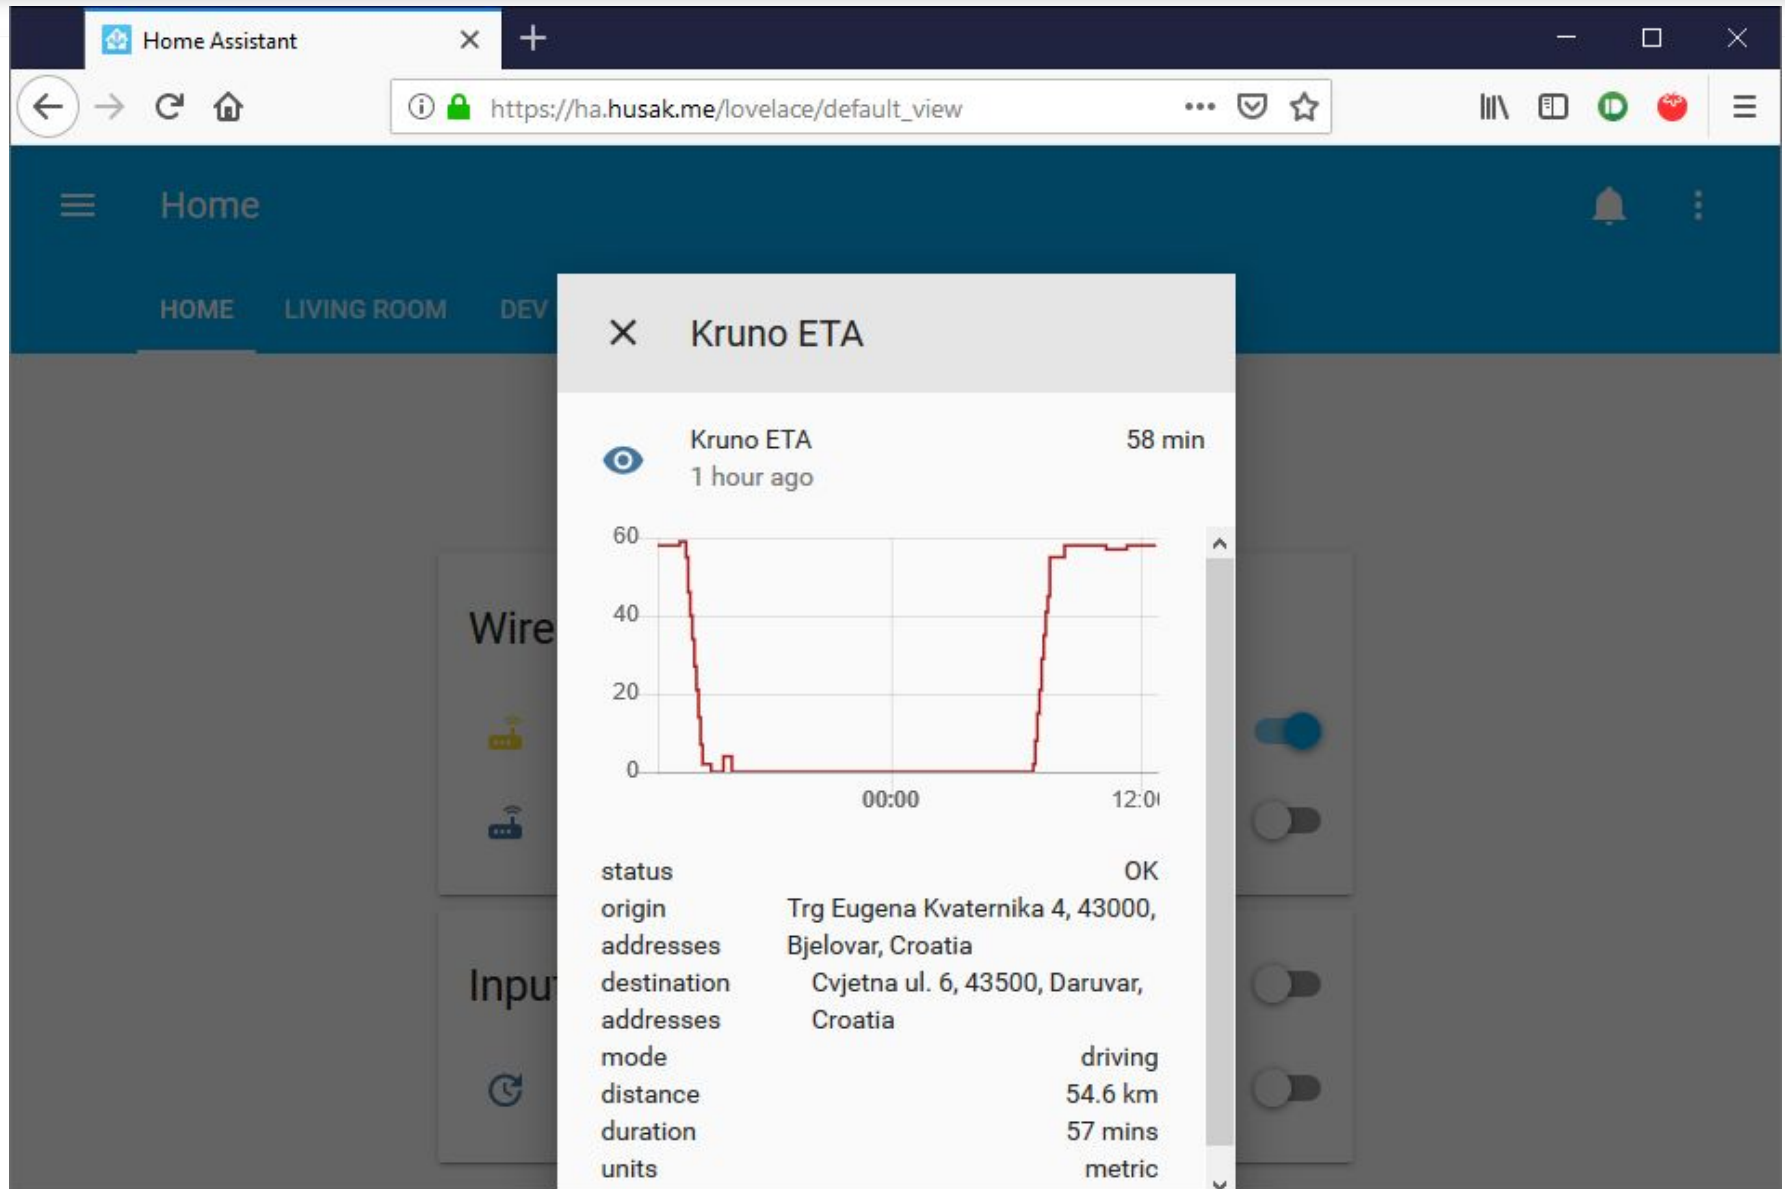 Home Assistant
https://ha.husak.me/lovelace/default_view
Home
HOME LIVING ROOM DEV
Kruno ETA
Kruno ETA 58 min
1 hour ago
60
40
20
0
00:00 12:00
Wire
Inpu
status OK
origin Trg Eugena Kvaternika 4, 43000,
addresses Bjelovar, Croatia
destination Cvjetna ul. 6, 43500, Daruvar,
addresses Croatia
mode driving
distance 54.6 km
duration 57 mins
units metric